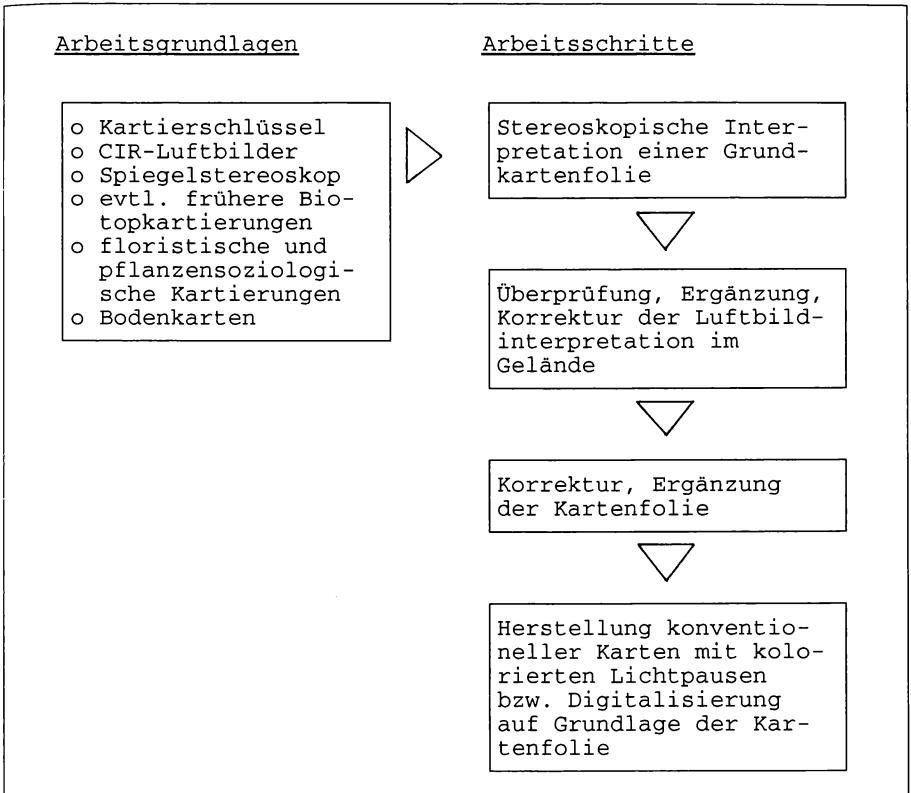 Arbeitsgrundlagen
o Kartierschlüssel
o CIR-Luftbilder
o Spiegelstereoskop
o evtl. frühere Bio-
topkartierungen
o floristische und
pflanzensoziologi-
sche Kartierungen
o Bodenkarten
Arbeitsschritte
Stereoskopische Inter-
pretation einer Grund-
kartenfolie
Überprüfung, Ergänzung,
Korrektur der Luftbild-
interpretation im
Gelände
Korrektur, Ergänzung
der Kartenfolie
Herstellung konventio-
neller Karten mit kolo-
rierten Lichtpausen
bzw. Digitalisierung
auf Grundlage der Kar-
tenfolie